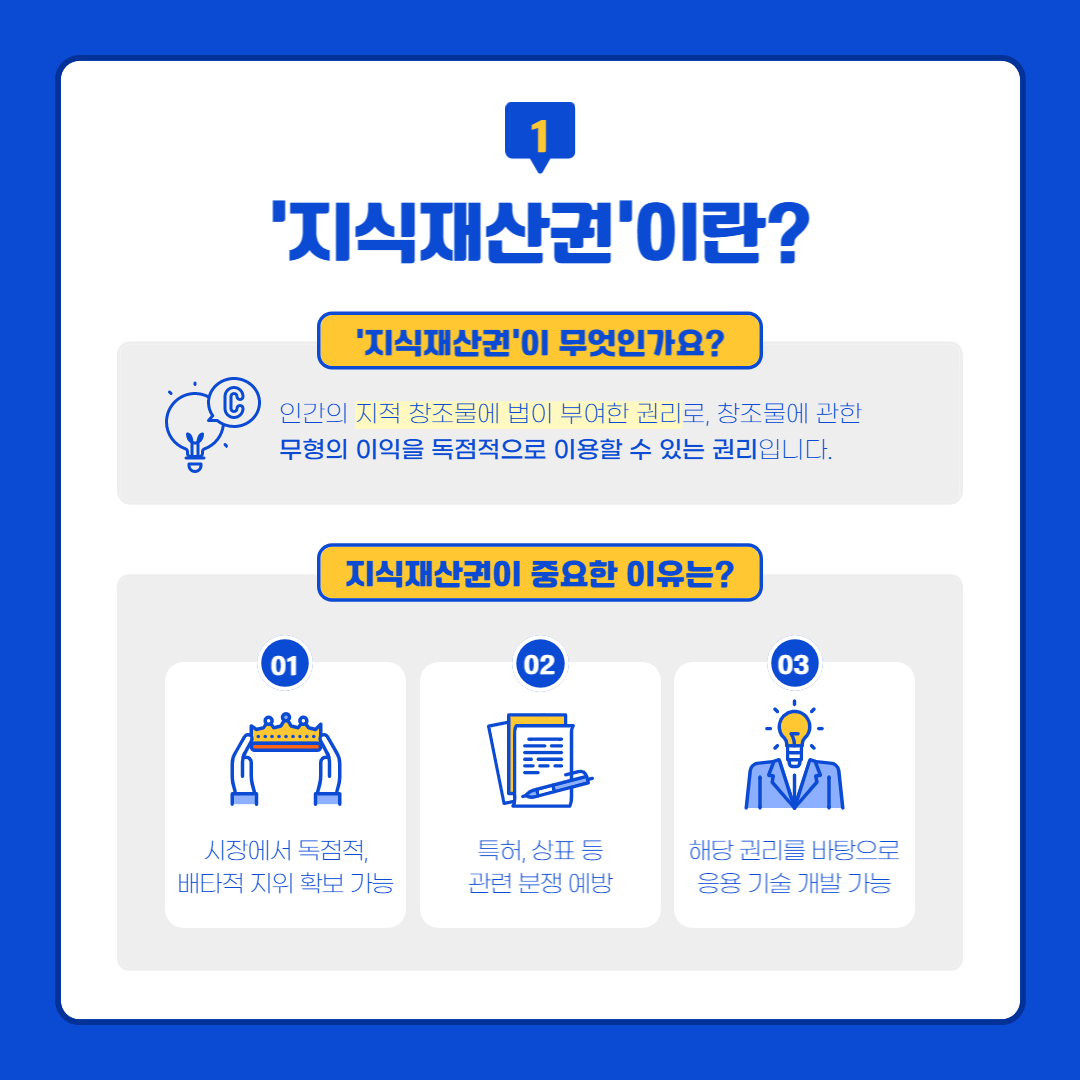 1
'지식재산권'이란?
'지식재산권'이 무엇인가요?
C
인간의 지적 창조물에 법이 부여한 권리로, 창조물에 관한
무형의 이익을 독점적으로 이용할 수 있는 권리입니다.
지식재산권이 중요한 이유는?
01
시장에서 독점적,
배타적 지위 확보 가능
02
특허, 상표 등
관련 분쟁 예방
03
해당 권리를 바탕으로
응용 기술 개발 가능